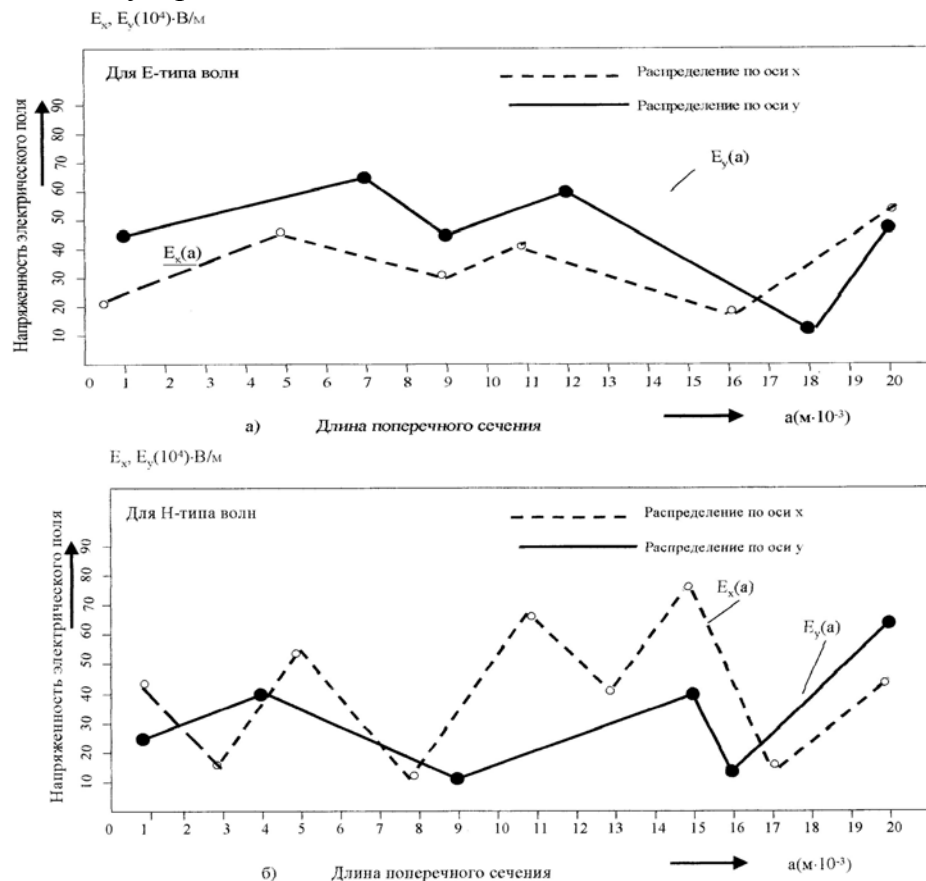 Eₓ, Eᵧ(10⁴)·В/м
Для Е-типа волн
Распределение по оси х
Распределение по оси у
Напряженность электрического поля
90
80
70
60
50
40
30
20
10
Eᵧ(a)
Eₓ(a)
0 1 2 3 4 5 6 7 8 9 10 11 12 13 14 15 16 17 18 19 20
а) Длина поперечного сечения а(м·10⁻³)
Eₓ, Eᵧ(10⁴)·В/м
Для Н-типа волн
Распределение по оси х
Распределение по оси у
Напряженность электрического поля
90
80
70
60
50
40
30
20
10
Eₓ(a)
Eᵧ(a)
0 1 2 3 4 5 6 7 8 9 10 11 12 13 14 15 16 17 18 19 20
б) Длина поперечного сечения а(м·10⁻³)